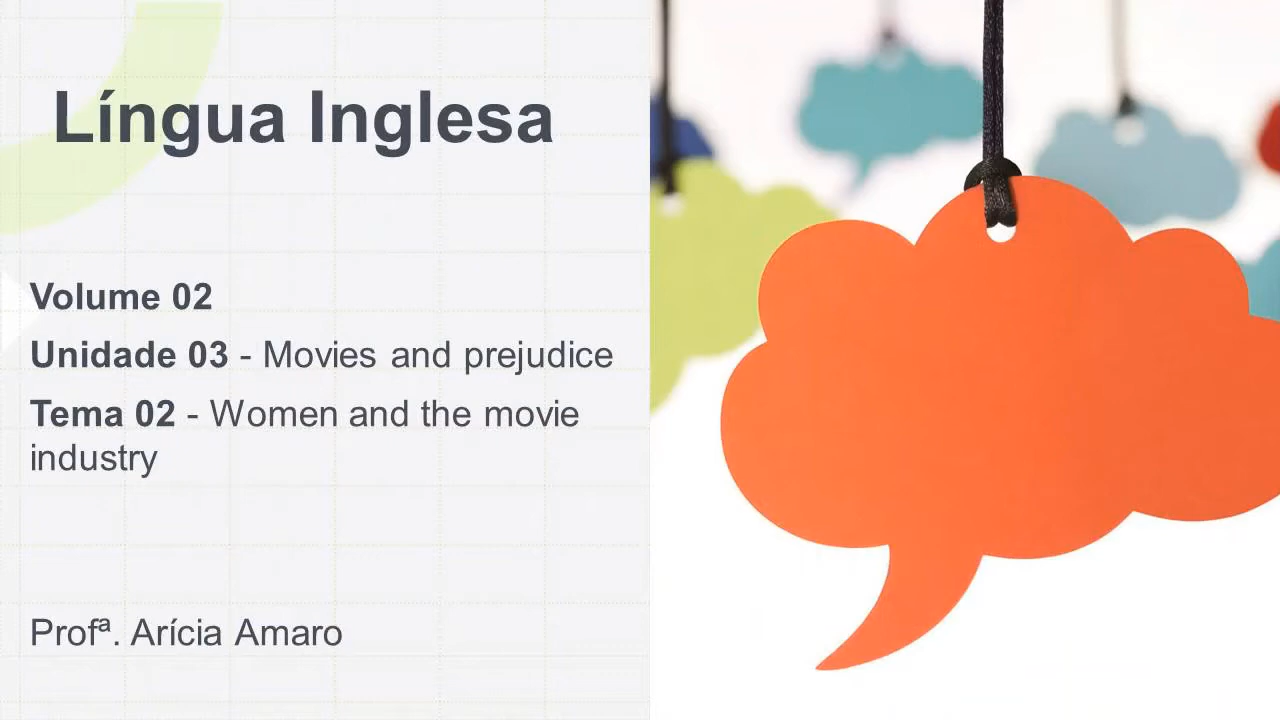 Língua Inglesa
Volume 02
Unidade 03 - Movies and prejudice
Tema 02 - Women and the movie
industry
Profª. Arícia Amaro